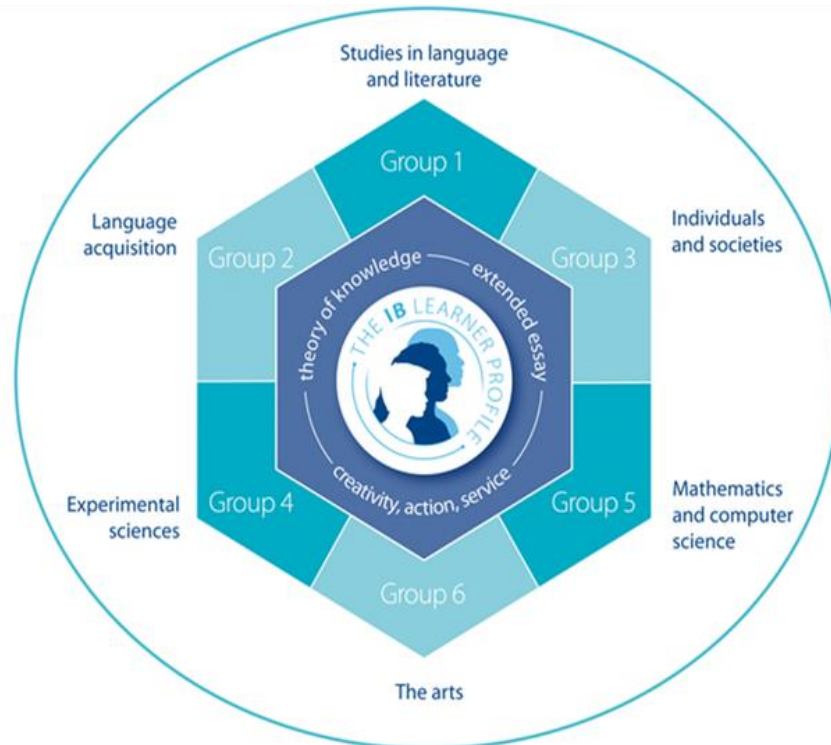 Studies in language
and literature
Group 1
Language
acquisition
Group 2
Individuals
and societies
Group 3
theory of knowledge
extended essay
THE IB LEARNER PROFILE
creativity, action, service
Experimental
sciences
Group 4
Group 5
Mathematics
and computer
science
Group 6
The arts